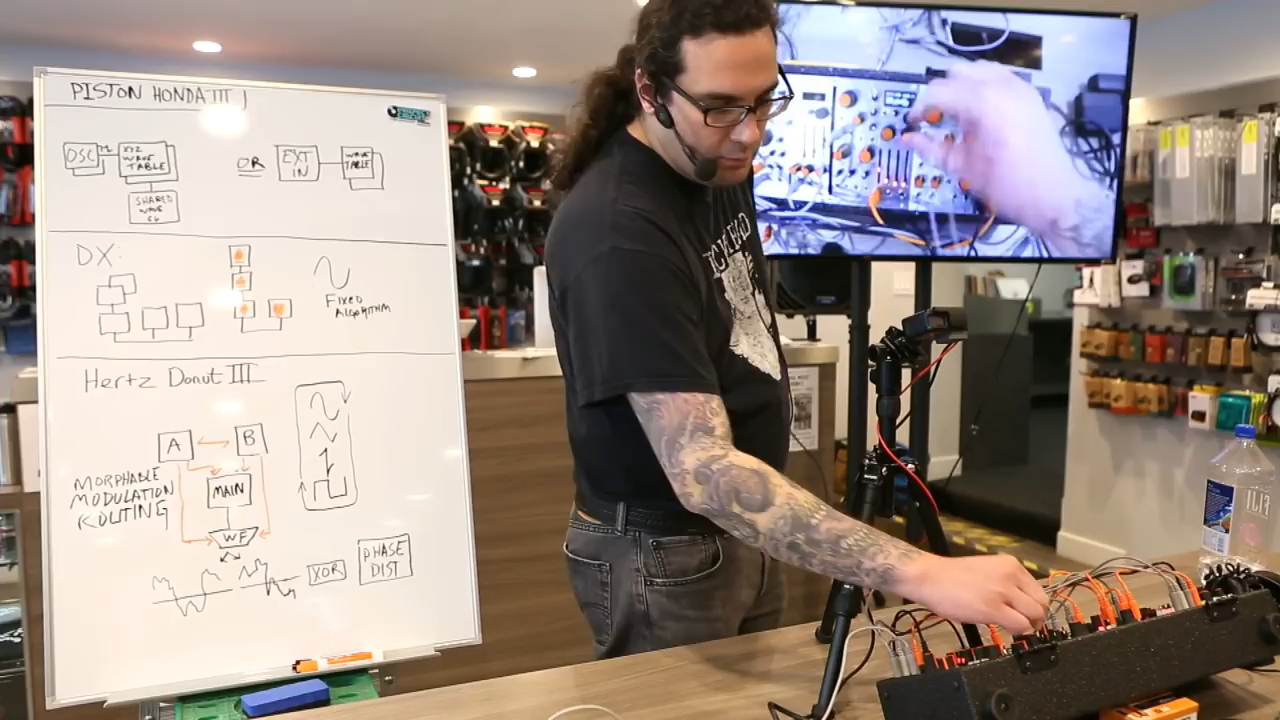 PISTON HONDA III
OSC
XYZ
WAVE
TABLE
SHARED
WAVE
OR
EXT
IN
WAVE
TABLE
DX:
FIXED
ALGORITHM
Hertz Donut III
A
B
MORPHABLE
MODULATION
ROUTING
MAIN
WF
XOR
PHASE
DIST
FIJI